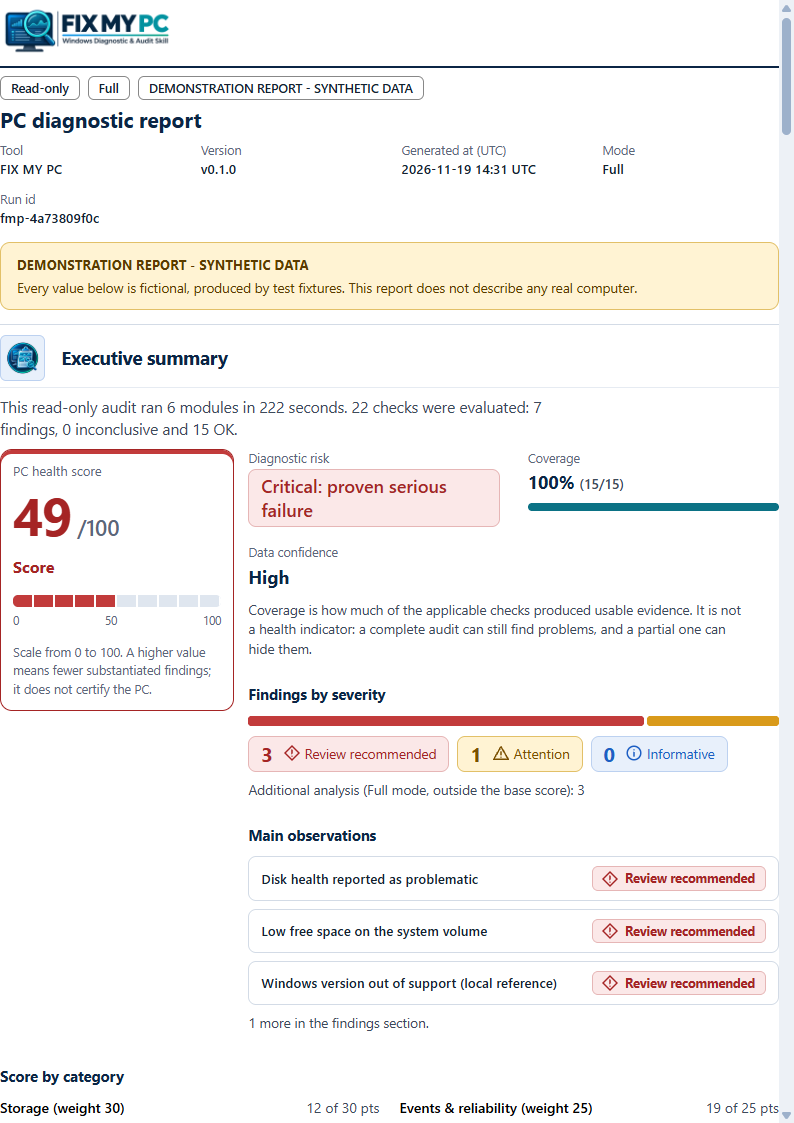 FIX MY PC
Windows Diagnostic & Audit Skill
Read-only
Full
DEMONSTRATION REPORT - SYNTHETIC DATA
PC diagnostic report
Tool
FIX MY PC
Version
v0.1.0
Generated at (UTC)
2026-11-19 14:31 UTC
Mode
Full
Run id
fmp-4a73809f0c
DEMONSTRATION REPORT - SYNTHETIC DATA
Every value below is fictional, produced by test fixtures. This report does not describe any real computer.
Executive summary
This read-only audit ran 6 modules in 222 seconds. 22 checks were evaluated: 7
findings, 0 inconclusive and 15 OK.
PC health score
49 /100
Score
0 50 100
Scale from 0 to 100. A higher value
means fewer substantiated findings;
it does not certify the PC.
Diagnostic risk
Critical: proven serious
failure
Coverage
100% (15/15)
Data confidence
High
Coverage is how much of the applicable checks produced usable evidence. It is not
a health indicator: a complete audit can still find problems, and a partial one can
hide them.
Findings by severity
3 Review recommended
1 Attention
0 Informative
Additional analysis (Full mode, outside the base score): 3
Main observations
Disk health reported as problematic
Review recommended
Low free space on the system volume
Review recommended
Windows version out of support (local reference)
Review recommended
1 more in the findings section.
Score by category
Storage (weight 30) 12 of 30 pts
Events & reliability (weight 25) 19 of 25 pts